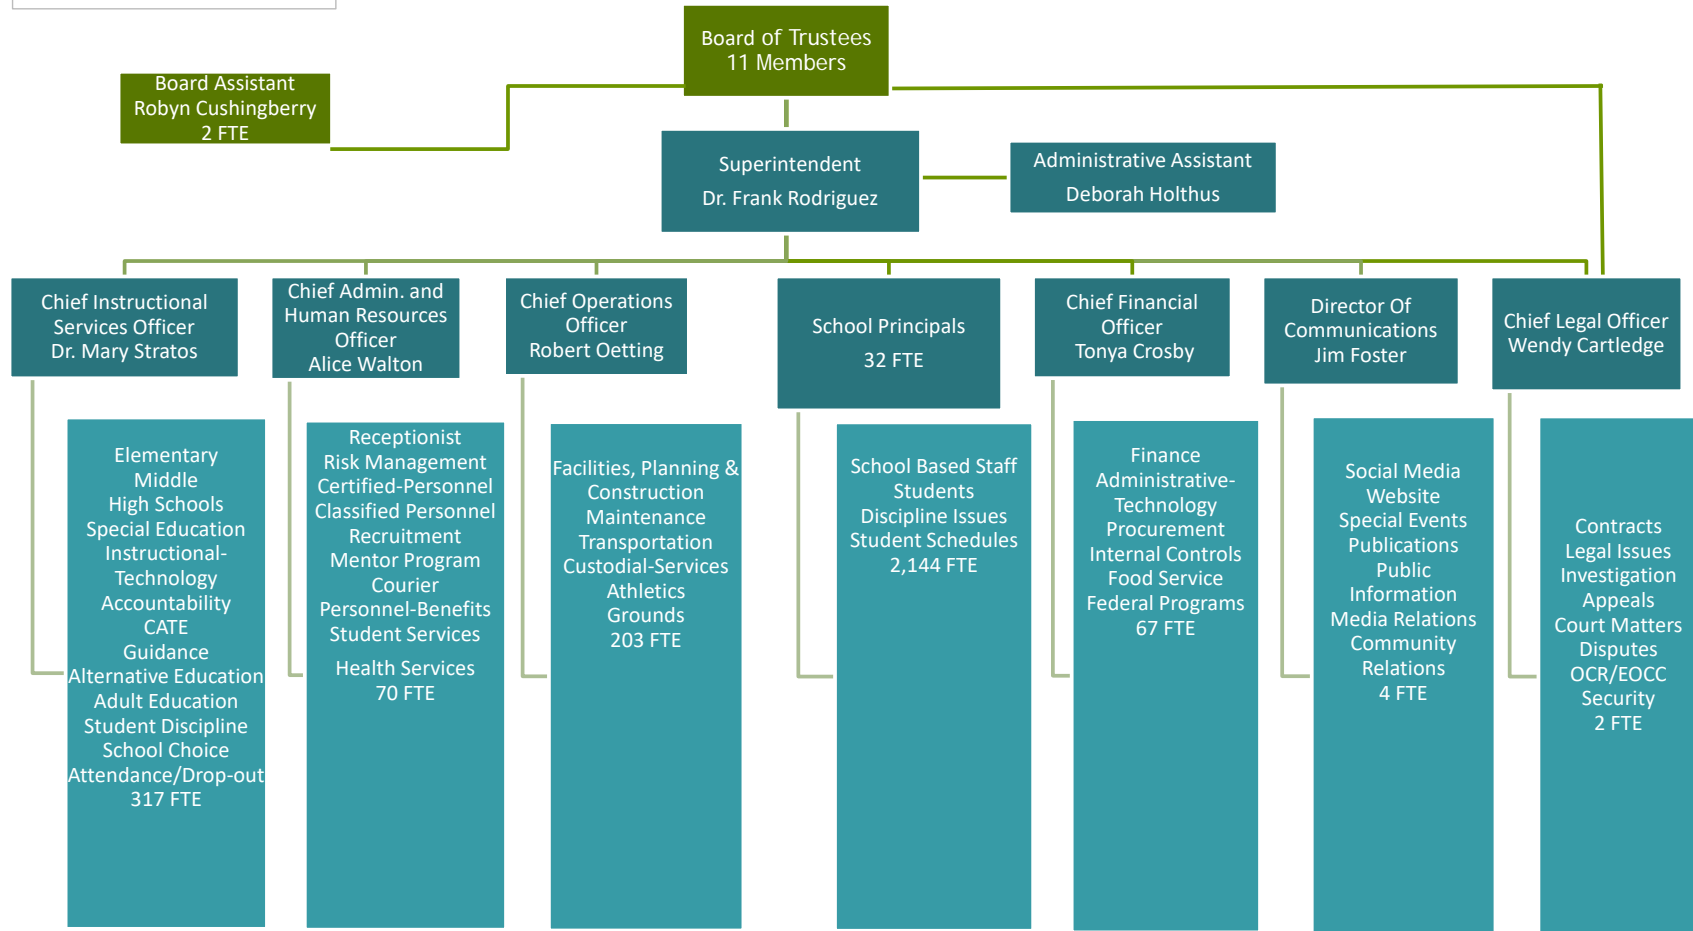 Board of Trustees
11 Members
Board Assistant
Robyn Cushingberry
2 FTE
Superintendent
Dr. Frank Rodriguez
Administrative Assistant
Deborah Holthus
Chief Instructional
Services Officer
Dr. Mary Stratos
Chief Admin. and
Human Resources
Officer
Alice Walton
Chief Operations
Officer
Robert Oetting
School Principals
32 FTE
Chief Financial
Officer
Tonya Crosby
Director Of
Communications
Jim Foster
Chief Legal Officer
Wendy Cartledge
Elementary
Middle
High Schools
Special Education
Instructional-
Technology
Accountability
CATE
Guidance
Alternative Education
Adult Education
Student Discipline
School Choice
Attendance/Drop-out
317 FTE
Receptionist
Risk Management
Certified-Personnel
Classified Personnel
Recruitment
Mentor Program
Courier
Personnel-Benefits
Student Services
Health Services
70 FTE
Facilities, Planning &
Construction
Maintenance
Transportation
Custodial-Services
Athletics
Grounds
203 FTE
School Based Staff
Students
Discipline Issues
Student Schedules
2,144 FTE
Finance
Administrative-
Technology
Procurement
Internal Controls
Food Service
Federal Programs
67 FTE
Social Media
Website
Special Events
Publications
Public
Information
Media Relations
Community
Relations
4 FTE
Contracts
Legal Issues
Investigation
Appeals
Court Matters
Disputes
OCR/EOCC
Security
2 FTE